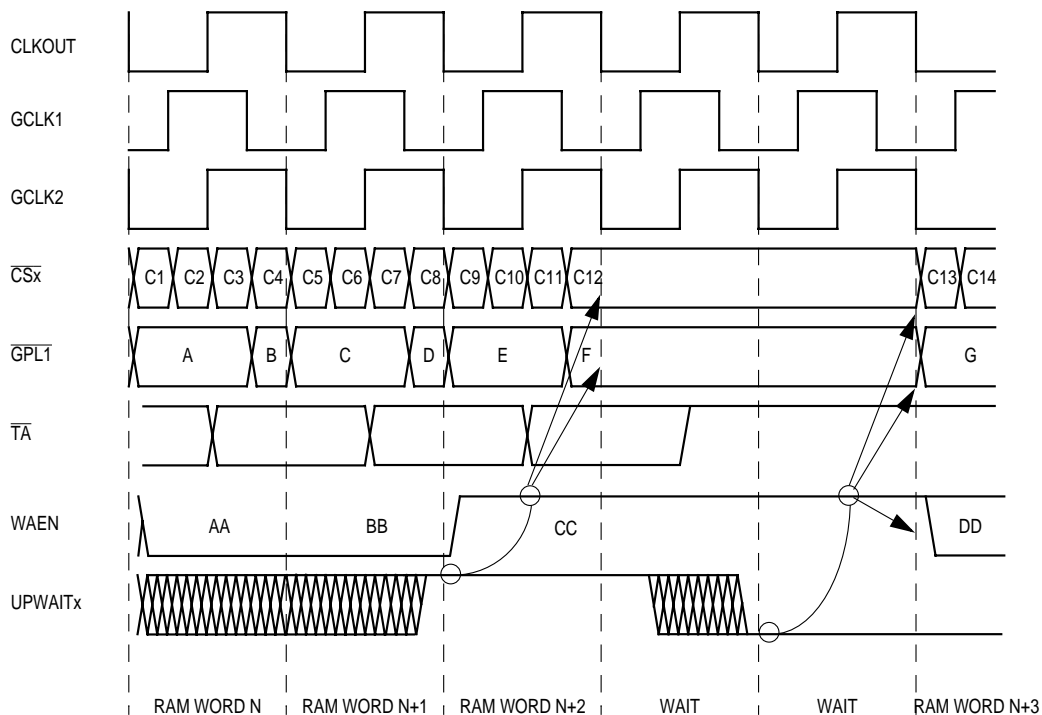 CLKOUT
GCLK1
GCLK2
CSx C1 C2 C3 C4 C5 C6 C7 C8 C9 C10 C11 C12 C13 C14
GPL1 A B C D E F G
TA
WAEN AA BB CC DD
UPWAITx
RAM WORD N RAM WORD N+1 RAM WORD N+2 WAIT WAIT RAM WORD N+3